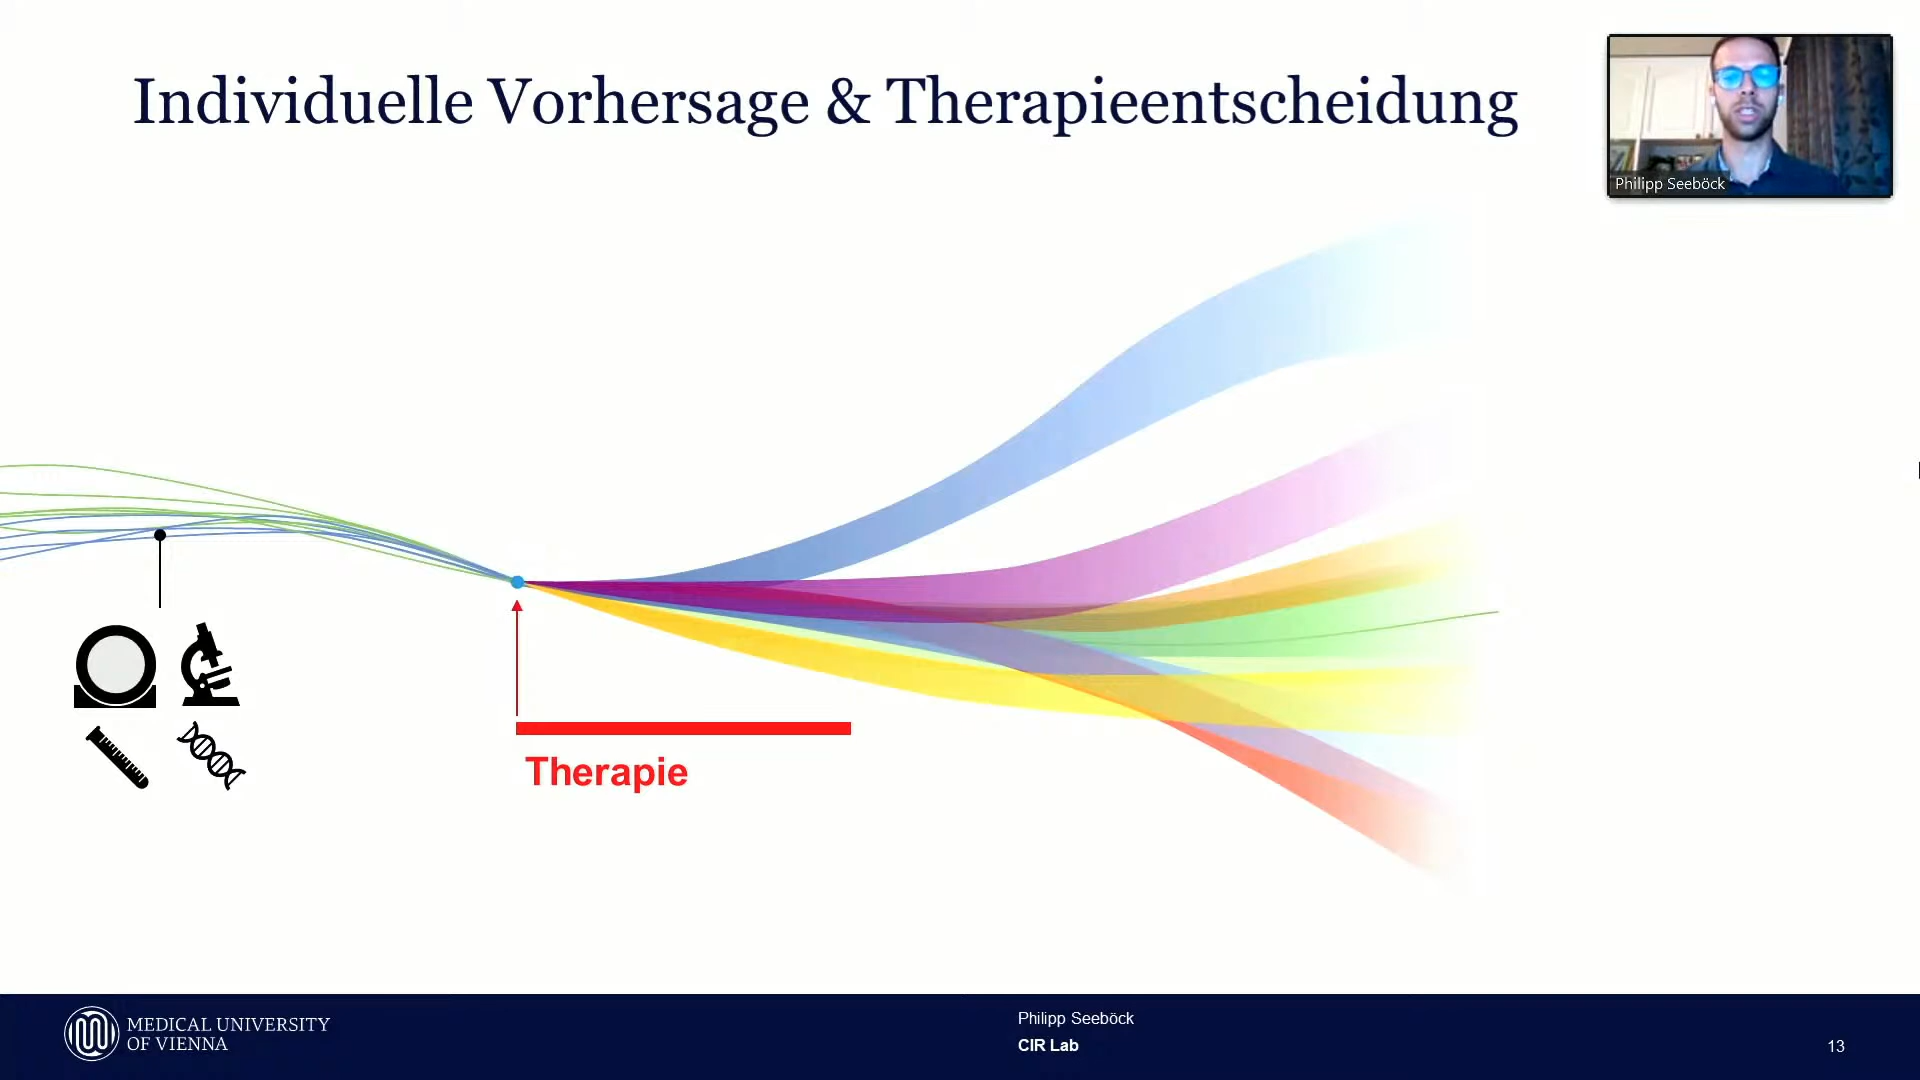 Individuelle Vorhersage & Therapieentscheidung
Philipp Seeböck
Therapie
MEDICAL UNIVERSITY
OF VIENNA
Philipp Seeböck
CIR Lab
13